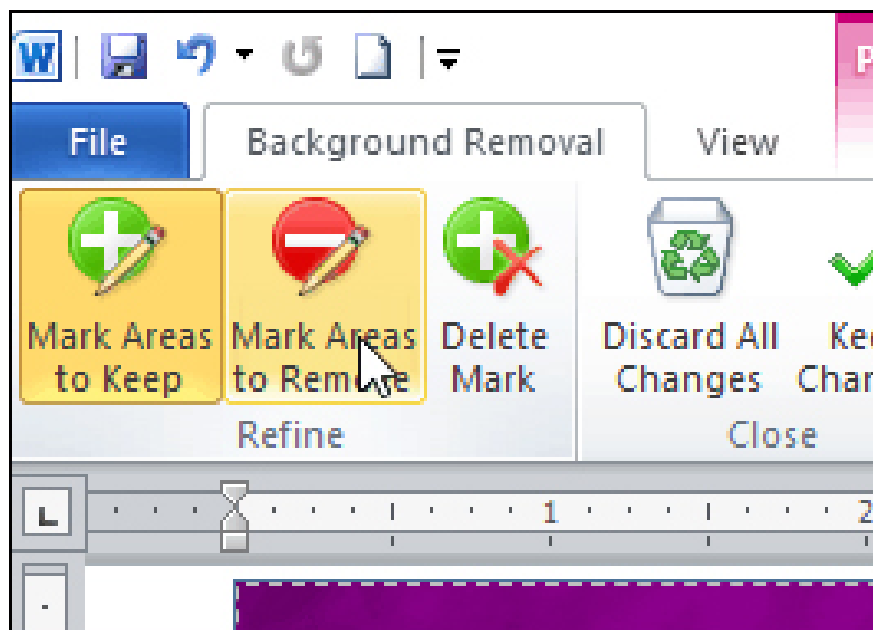 W
P
File Background Removal View
Mark Areas Mark Areas Delete Discard All
to Keep to Mark Changes
Refine Close
L 1 2